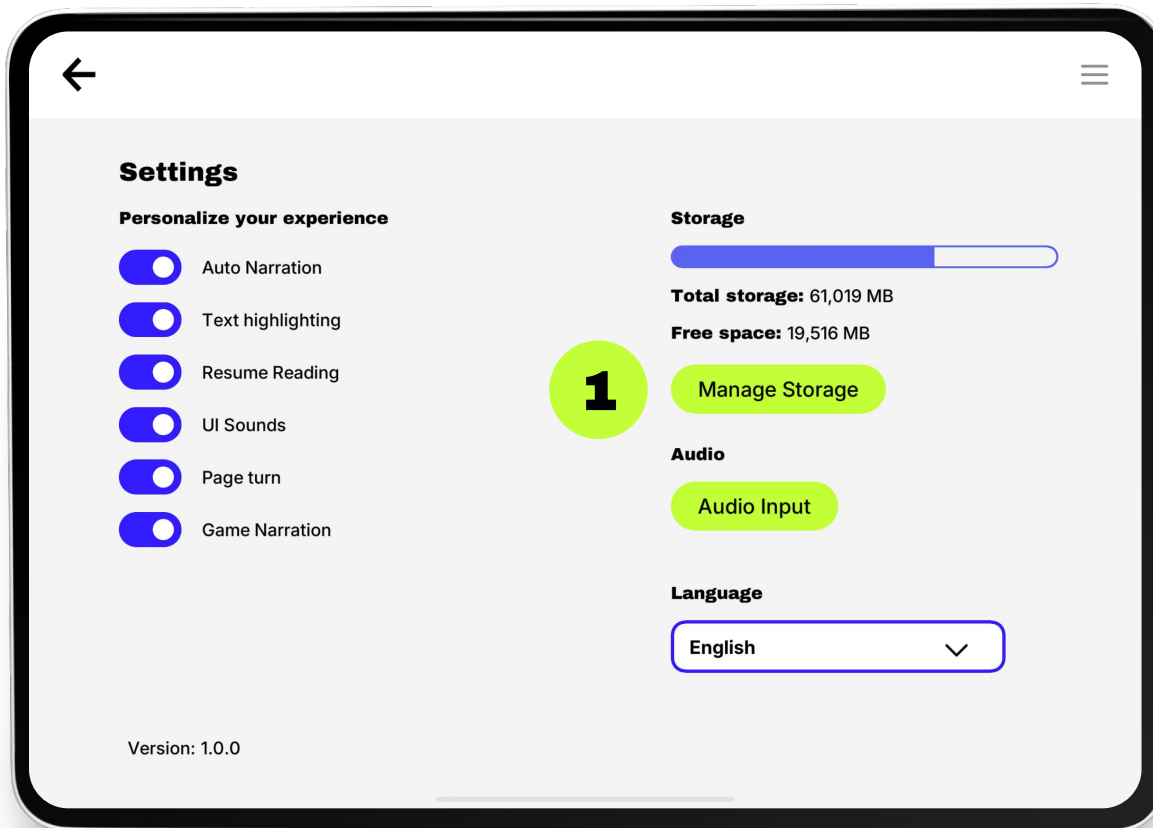 Settings
Personalize your experience
Auto Narration
Text highlighting
Resume Reading
UI Sounds
Page turn
Game Narration
Storage
Total storage: 61,019 MB
Free space: 19,516 MB
1
Manage Storage
Audio
Audio Input
Language
English
Version: 1.0.0